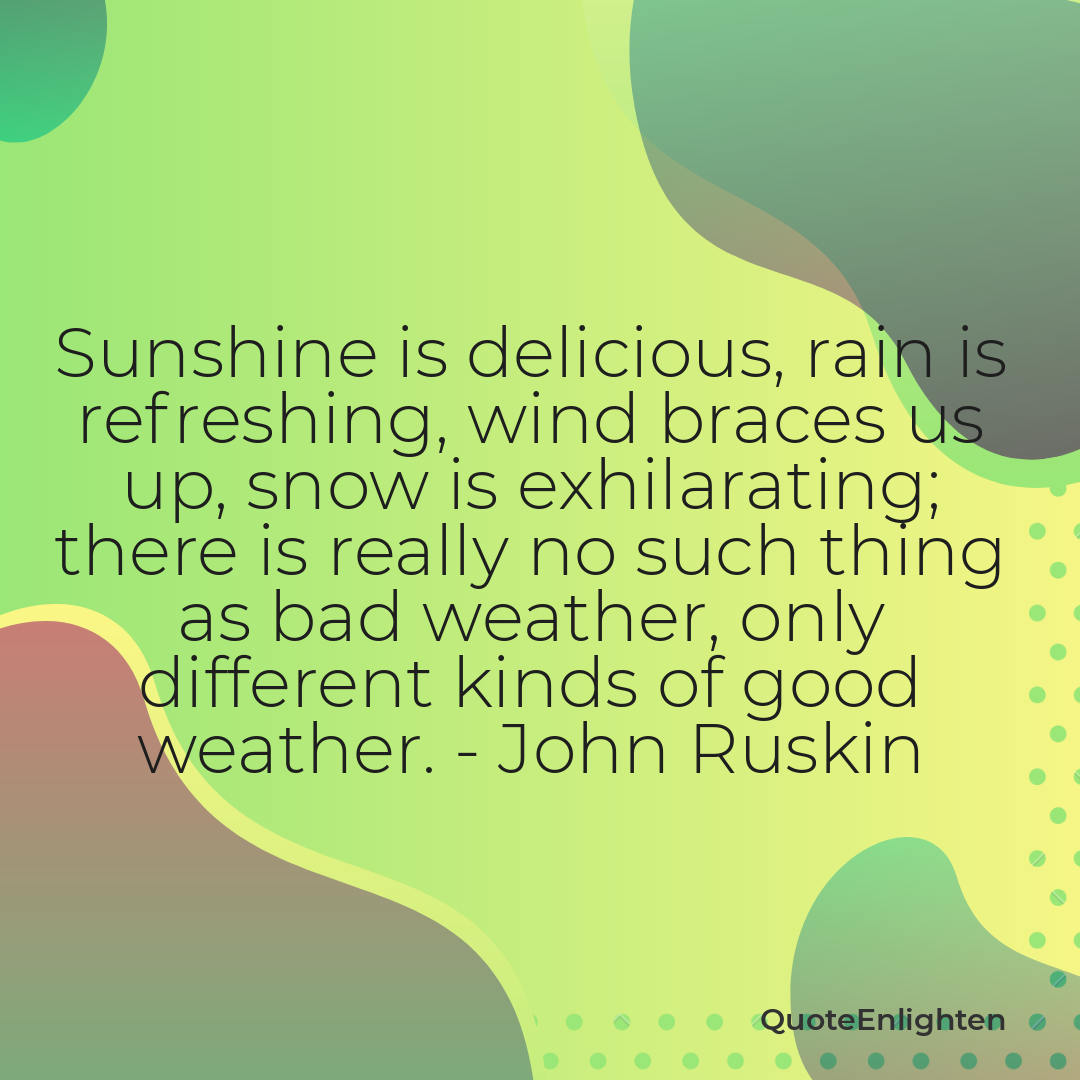 Sunshine is delicious, rain is
refreshing, wind braces us
up, snow is exhilarating;
there is really no such thing
as bad weather, only
different kinds of good
weather. - John Ruskin
QuoteEnlighten